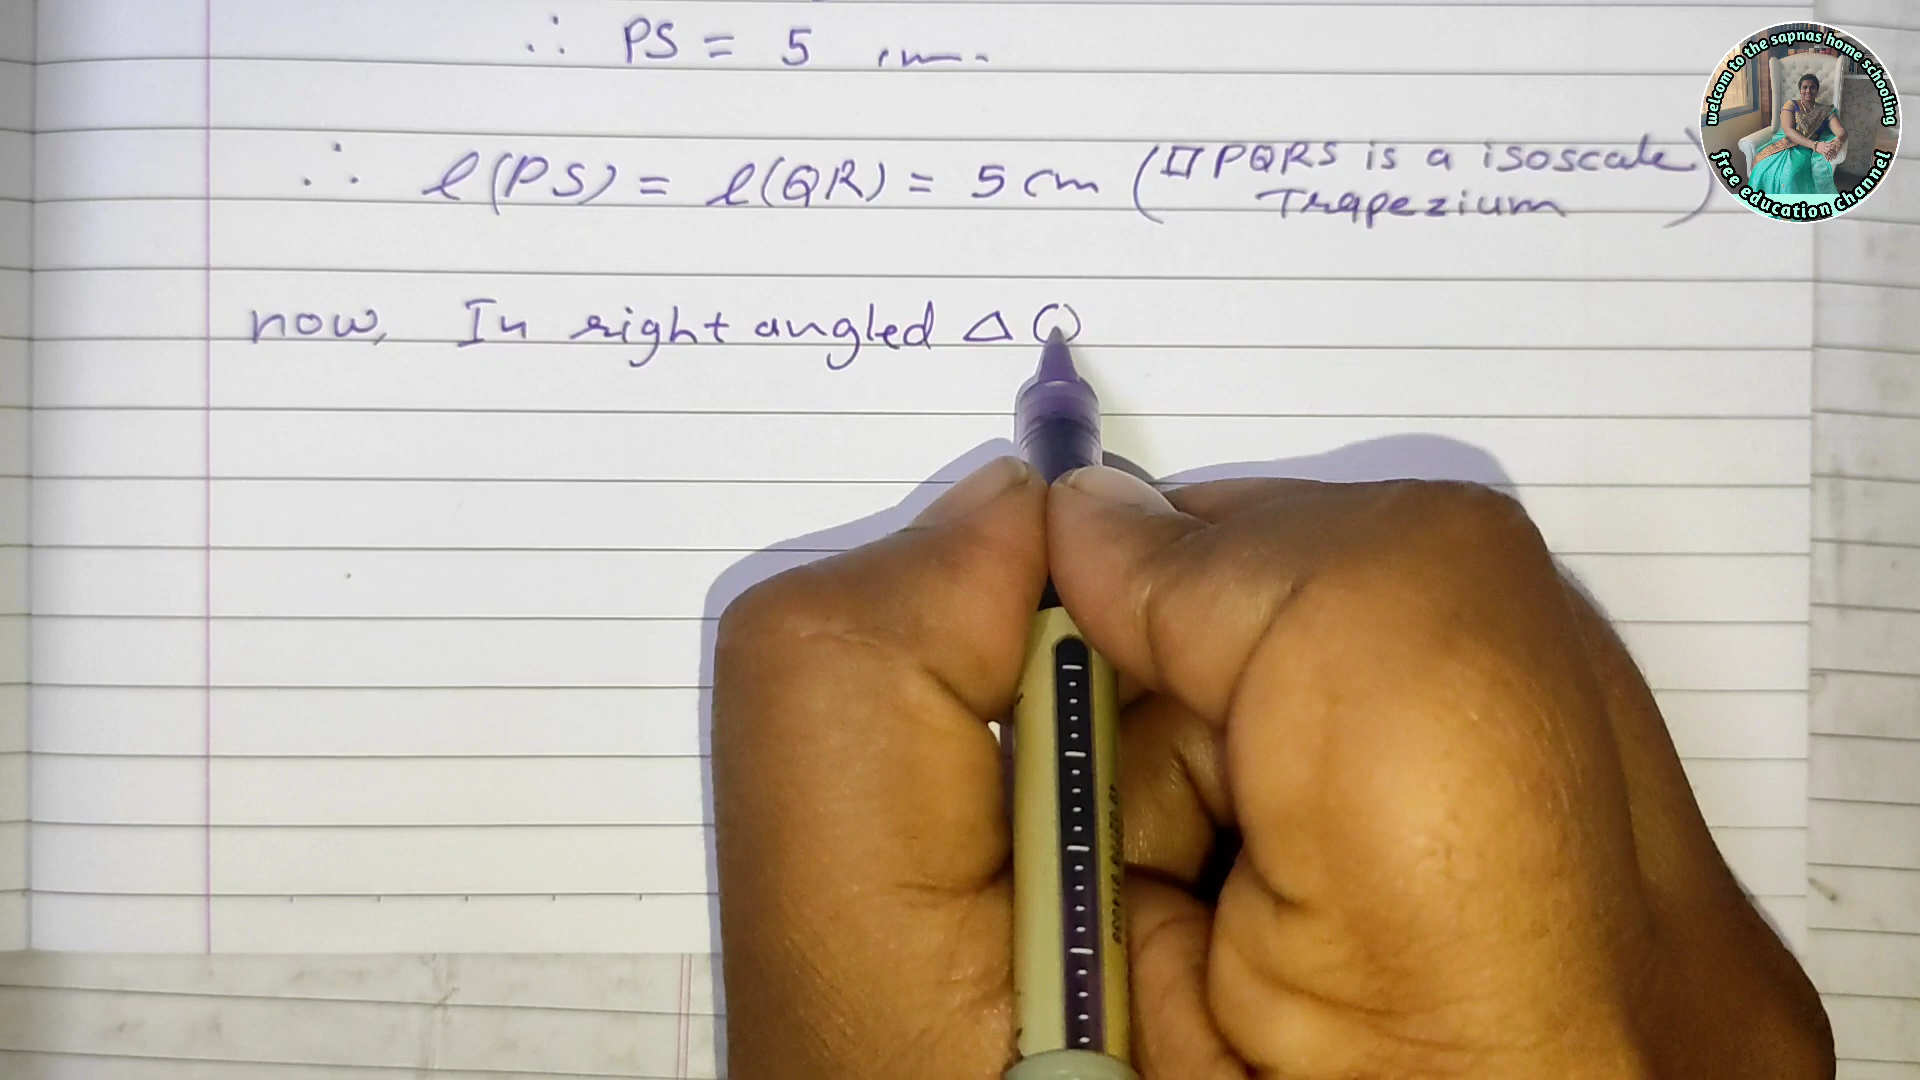 ∴ PS = 5 cm.
∴ l(PS) = l(QR) = 5 cm (▱PQRS is a isoscale
Trapezium)
now, In right angled △ Q
welcom to the sapnas home schooling
free education channel